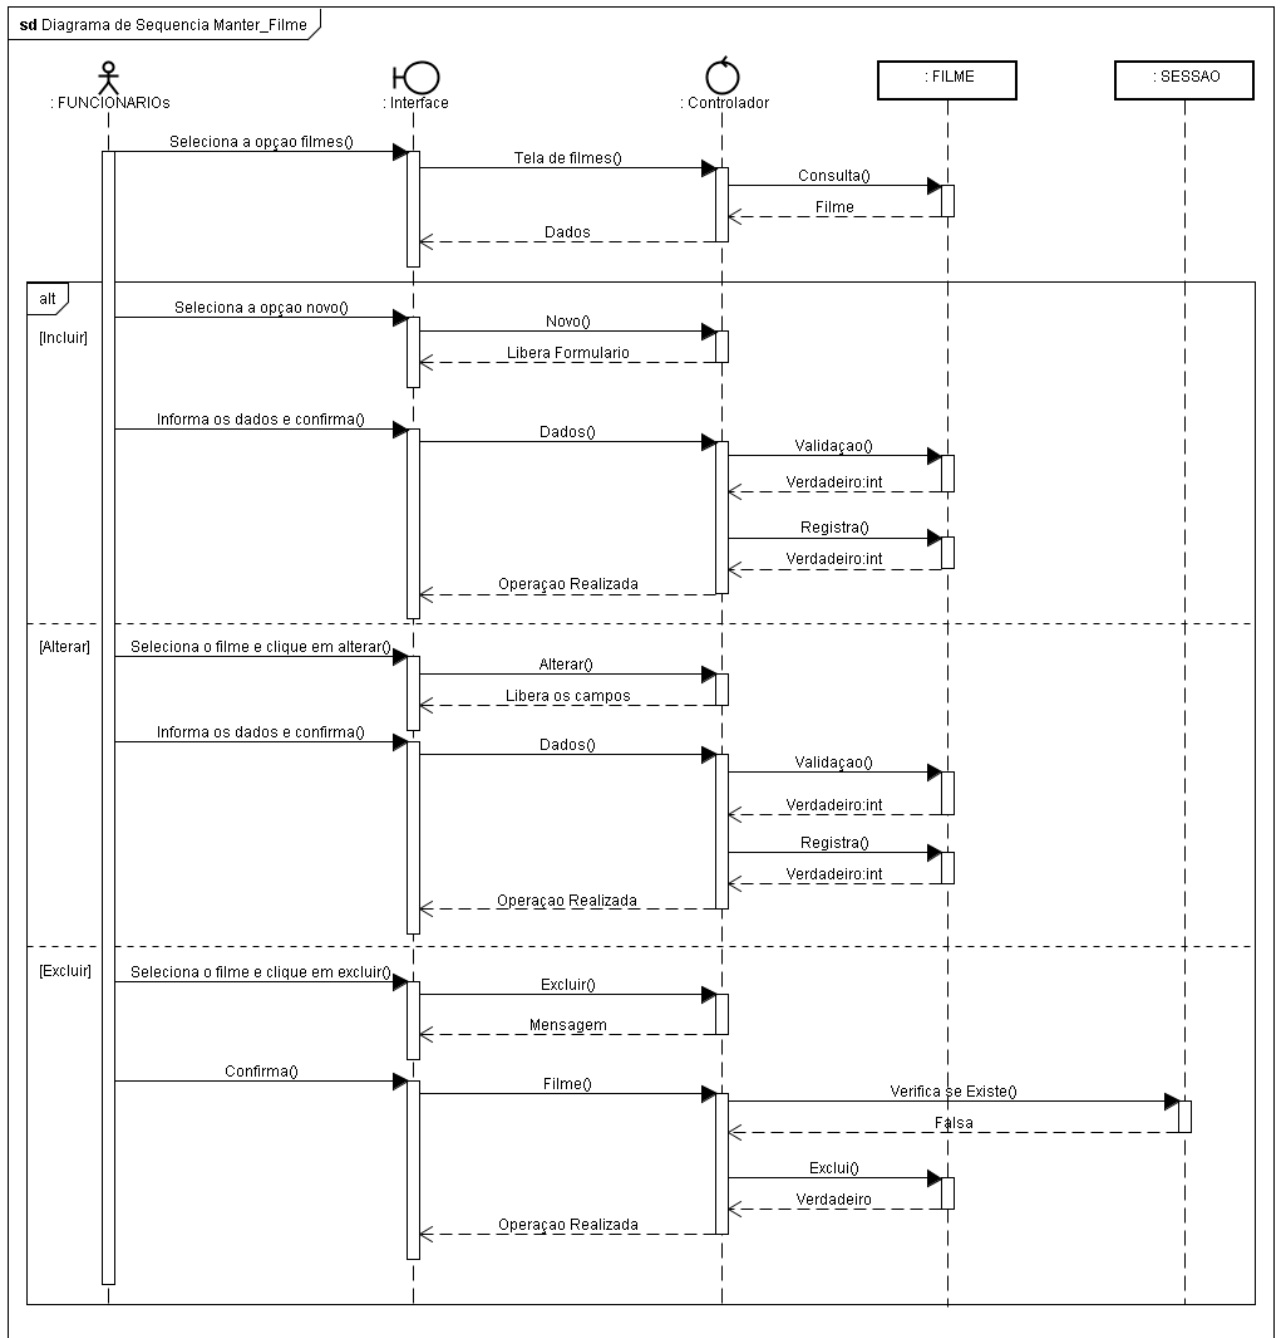 sd Diagrama de Sequencia Manter_Filme
: FUNCIONARIOs
: Interface
: Controlador
: FILME
: SESSAO
Seleciona a opçao filmes()
Tela de filmes()
Consulta()
Filme
Dados
alt
Seleciona a opçao novo()
Novo()
[Incluir]
Libera Formulario
Informa os dados e confirma()
Dados()
Validaçao()
Verdadeiro:int
Registra()
Verdadeiro:int
Operaçao Realizada
[Alterar]
Seleciona o filme e clique em alterar()
Alterar()
Libera os campos
Informa os dados e confirma()
Dados()
Validaçao()
Verdadeiro:int
Registra()
Verdadeiro:int
Operaçao Realizada
[Excluir]
Seleciona o filme e clique em excluir()
Excluir()
Mensagem
Confirma()
Filme()
Verifica se Existe()
Falsa
Exclui()
Verdadeiro
Operaçao Realizada